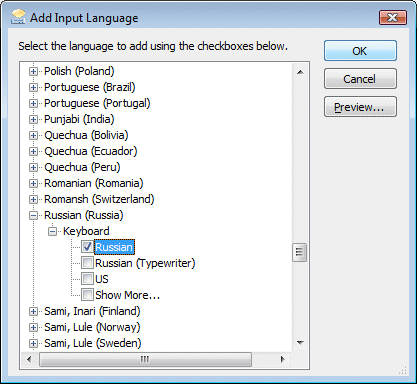 Add Input Language
Select the language to add using the checkboxes below.
OK
Cancel
Preview...
Polish (Poland)
Portuguese (Brazil)
Portuguese (Portugal)
Punjabi (India)
Quechua (Bolivia)
Quechua (Ecuador)
Quechua (Peru)
Romanian (Romania)
Romansh (Switzerland)
Russian (Russia)
Keyboard
Russian
Russian (Typewriter)
US
Show More...
Sami, Inari (Finland)
Sami, Lule (Norway)
Sami, Lule (Sweden)